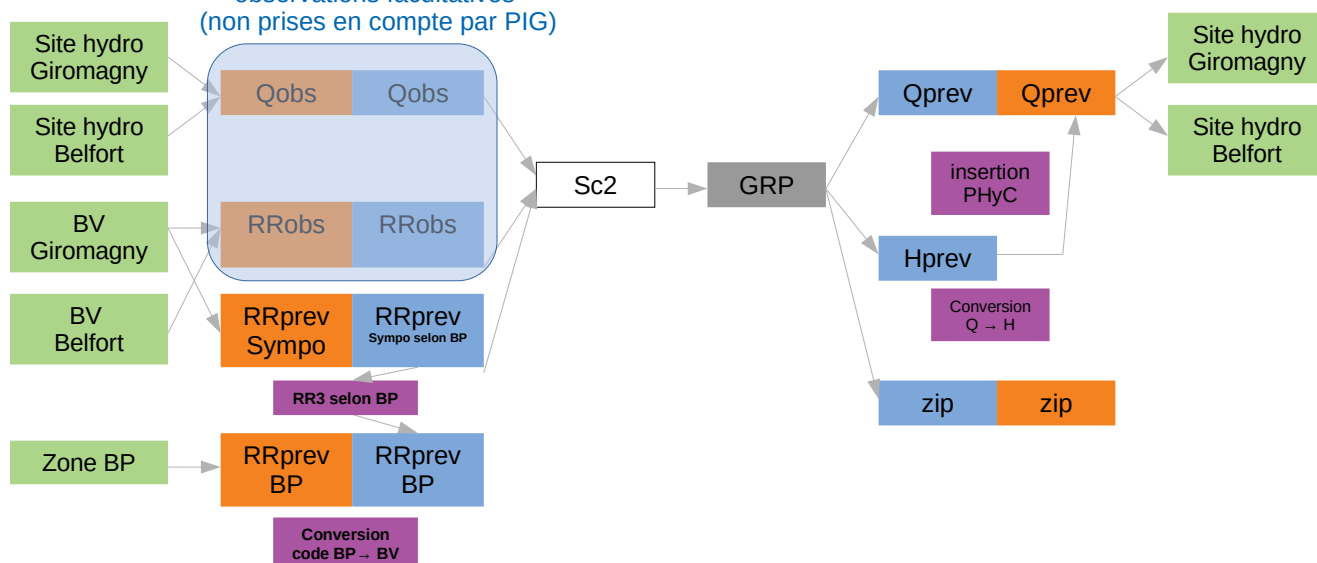 observations facultatives
(non prises en compte par PIG)
Site hydro
Giromagny
Site hydro
Belfort
BV
Giromagny
BV
Belfort
Zone BP
Qobs
Qobs
RRobs
RRobs
RRprev
Sympo
RRprev
Sympo selon BP
RR3 selon BP
RRprev
BP
RRprev
BP
Conversion
code BP→ BV
Sc2
GRP
Qprev
Qprev
insertion
PHyC
Hprev
Conversion
Q → H
zip
zip
Site hydro
Giromagny
Site hydro
Belfort